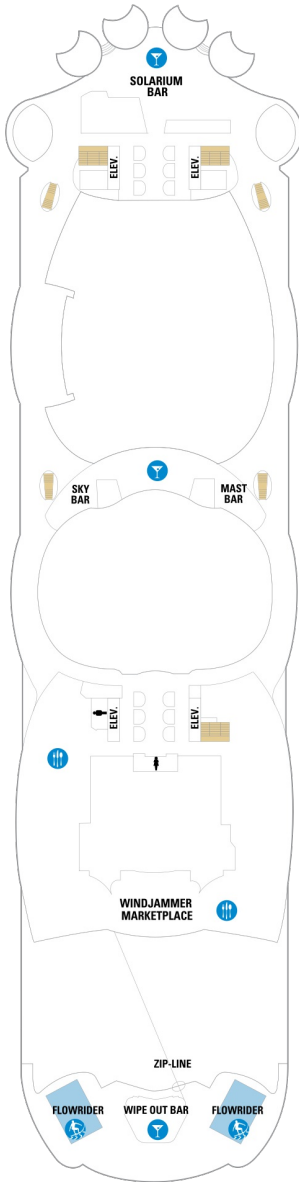 SOLARIUM
BAR
ELEV.
ELEV.
SKY
BAR
MAST
BAR
ELEV.
ELEV.
WINDJAMMER
MARKETPLACE
ZIP-LINE
FLOWRIDER
WIPE OUT BAR
FLOWRIDER